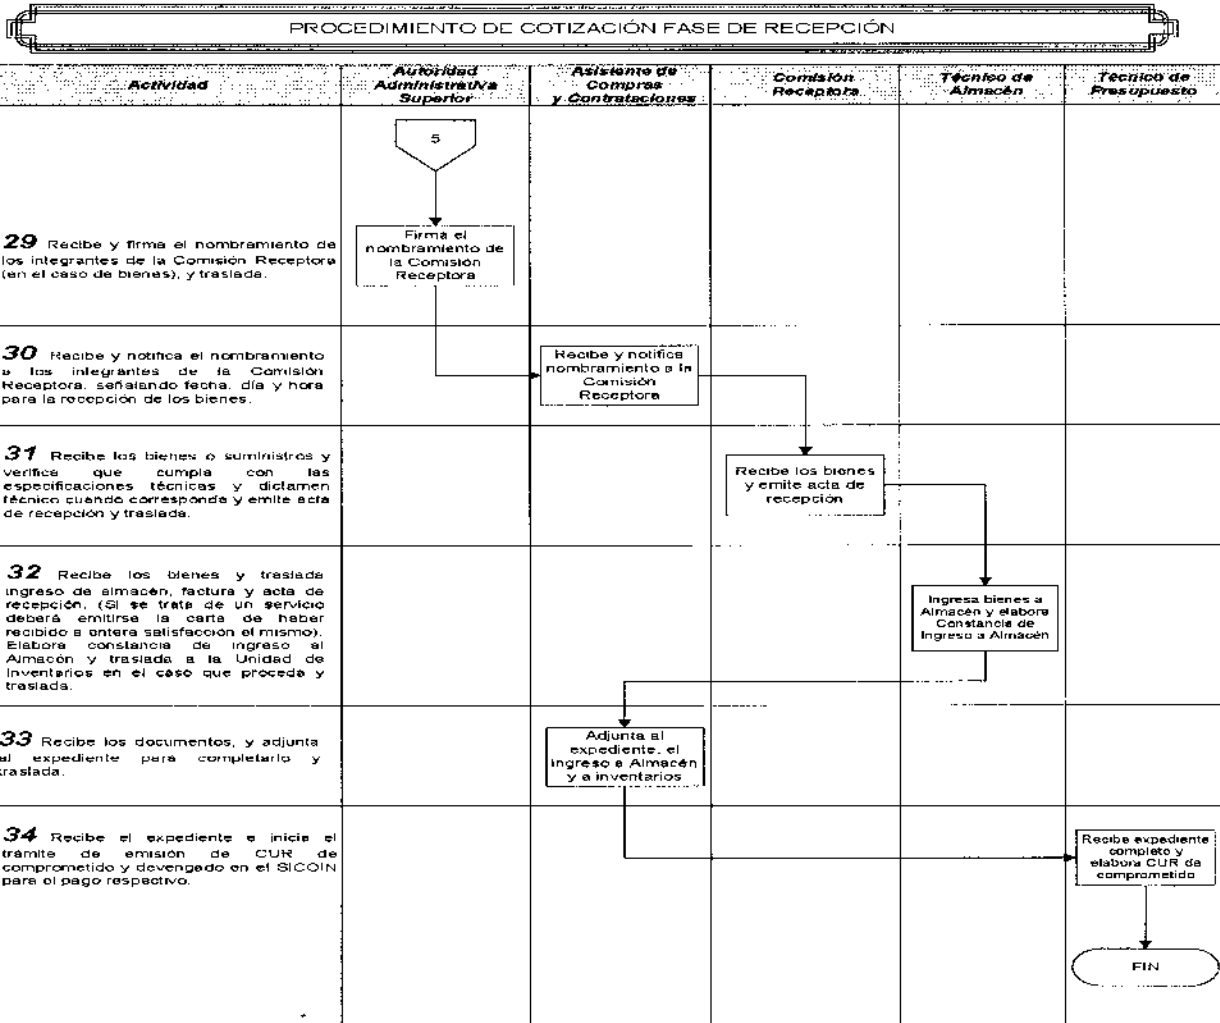 PROCEDIMIENTO DE COTIZACIÓN FASE DE RECEPCIÓN
Actividad
Autoridad
Administrativa
Superior
Asistente de
Compras
y Contrataciones
Comisión
Receptora
Técnico de
Almacén
Técnico de
Presupuesto
5
29 Recibe y firma el nombramiento de
los integrantes de la Comisión Receptora
(en el caso de bienes), y traslada.
Firma el
nombramiento de
la Comisión
Receptora
30 Recibe y notifica el nombramiento
a los integrantes de la Comisión
Receptora, señalando fecha, día y hora
para la recepción de los bienes.
Recibe y notifica
nombramiento a la
Comisión
Receptora
31 Recibe los bienes o suministros y
verifica que cumpla con las
especificaciones técnicas y dictamen
técnico cuando corresponda y emite acta
de recepción y traslada.
Recibe los bienes
y emite acta de
recepción
32 Recibe los bienes y traslada
ingreso de almacén, factura y acta de
recepción. (Si se trata de un servicio
deberá emitirse la carta de haber
recibido a entera satisfacción el mismo).
Elabora constancia de ingreso al
Almacén y traslada a la Unidad de
Inventarios en el caso que proceda y
traslada.
Ingresa bienes a
Almacén y elabora
Constancia de
Ingreso a Almacén
33 Recibe los documentos, y adjunta
al expediente para completarlo y
traslada.
Adjunta al
expediente, el
ingreso a Almacén
y a inventarios
34 Recibe el expediente e inicia el
trámite de emisión de CUR de
comprometido y devengado en el SICOIN
para el pago respectivo.
Recibe expediente
completo y
elabora CUR de
comprometido
FIN